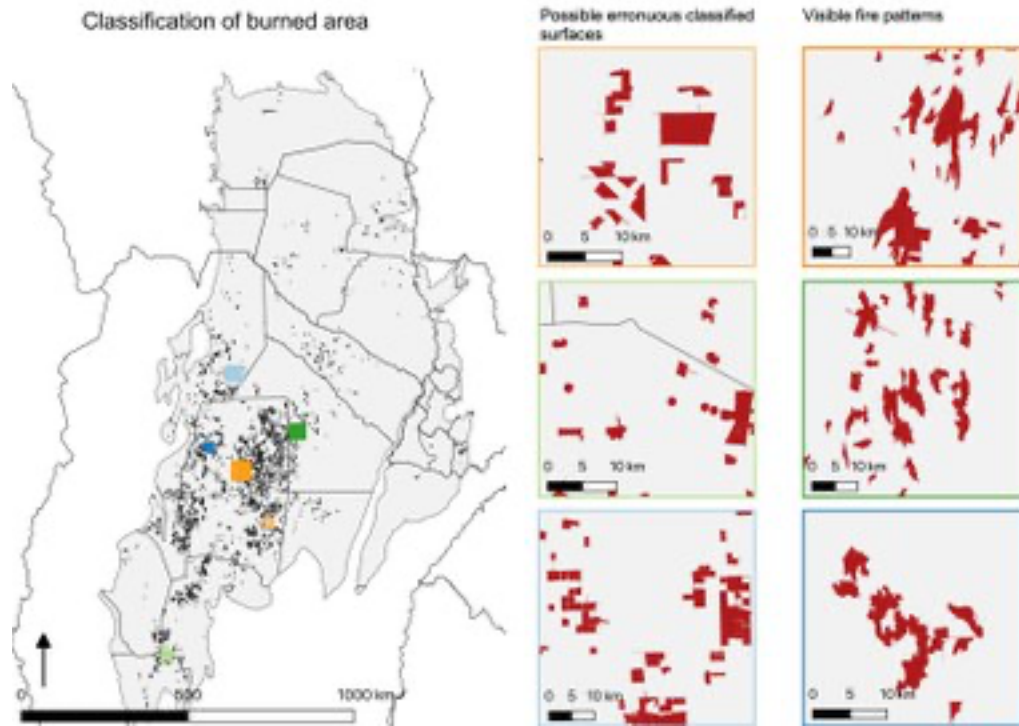 Classification of burned area
Possible erronuous classified
surfaces
Visible fire patterns
0 5 10 km
0 5 10 km
0 5 10 km
0 5 10 km
0 5 10 km
0 5 10 km
0 500 1000 km